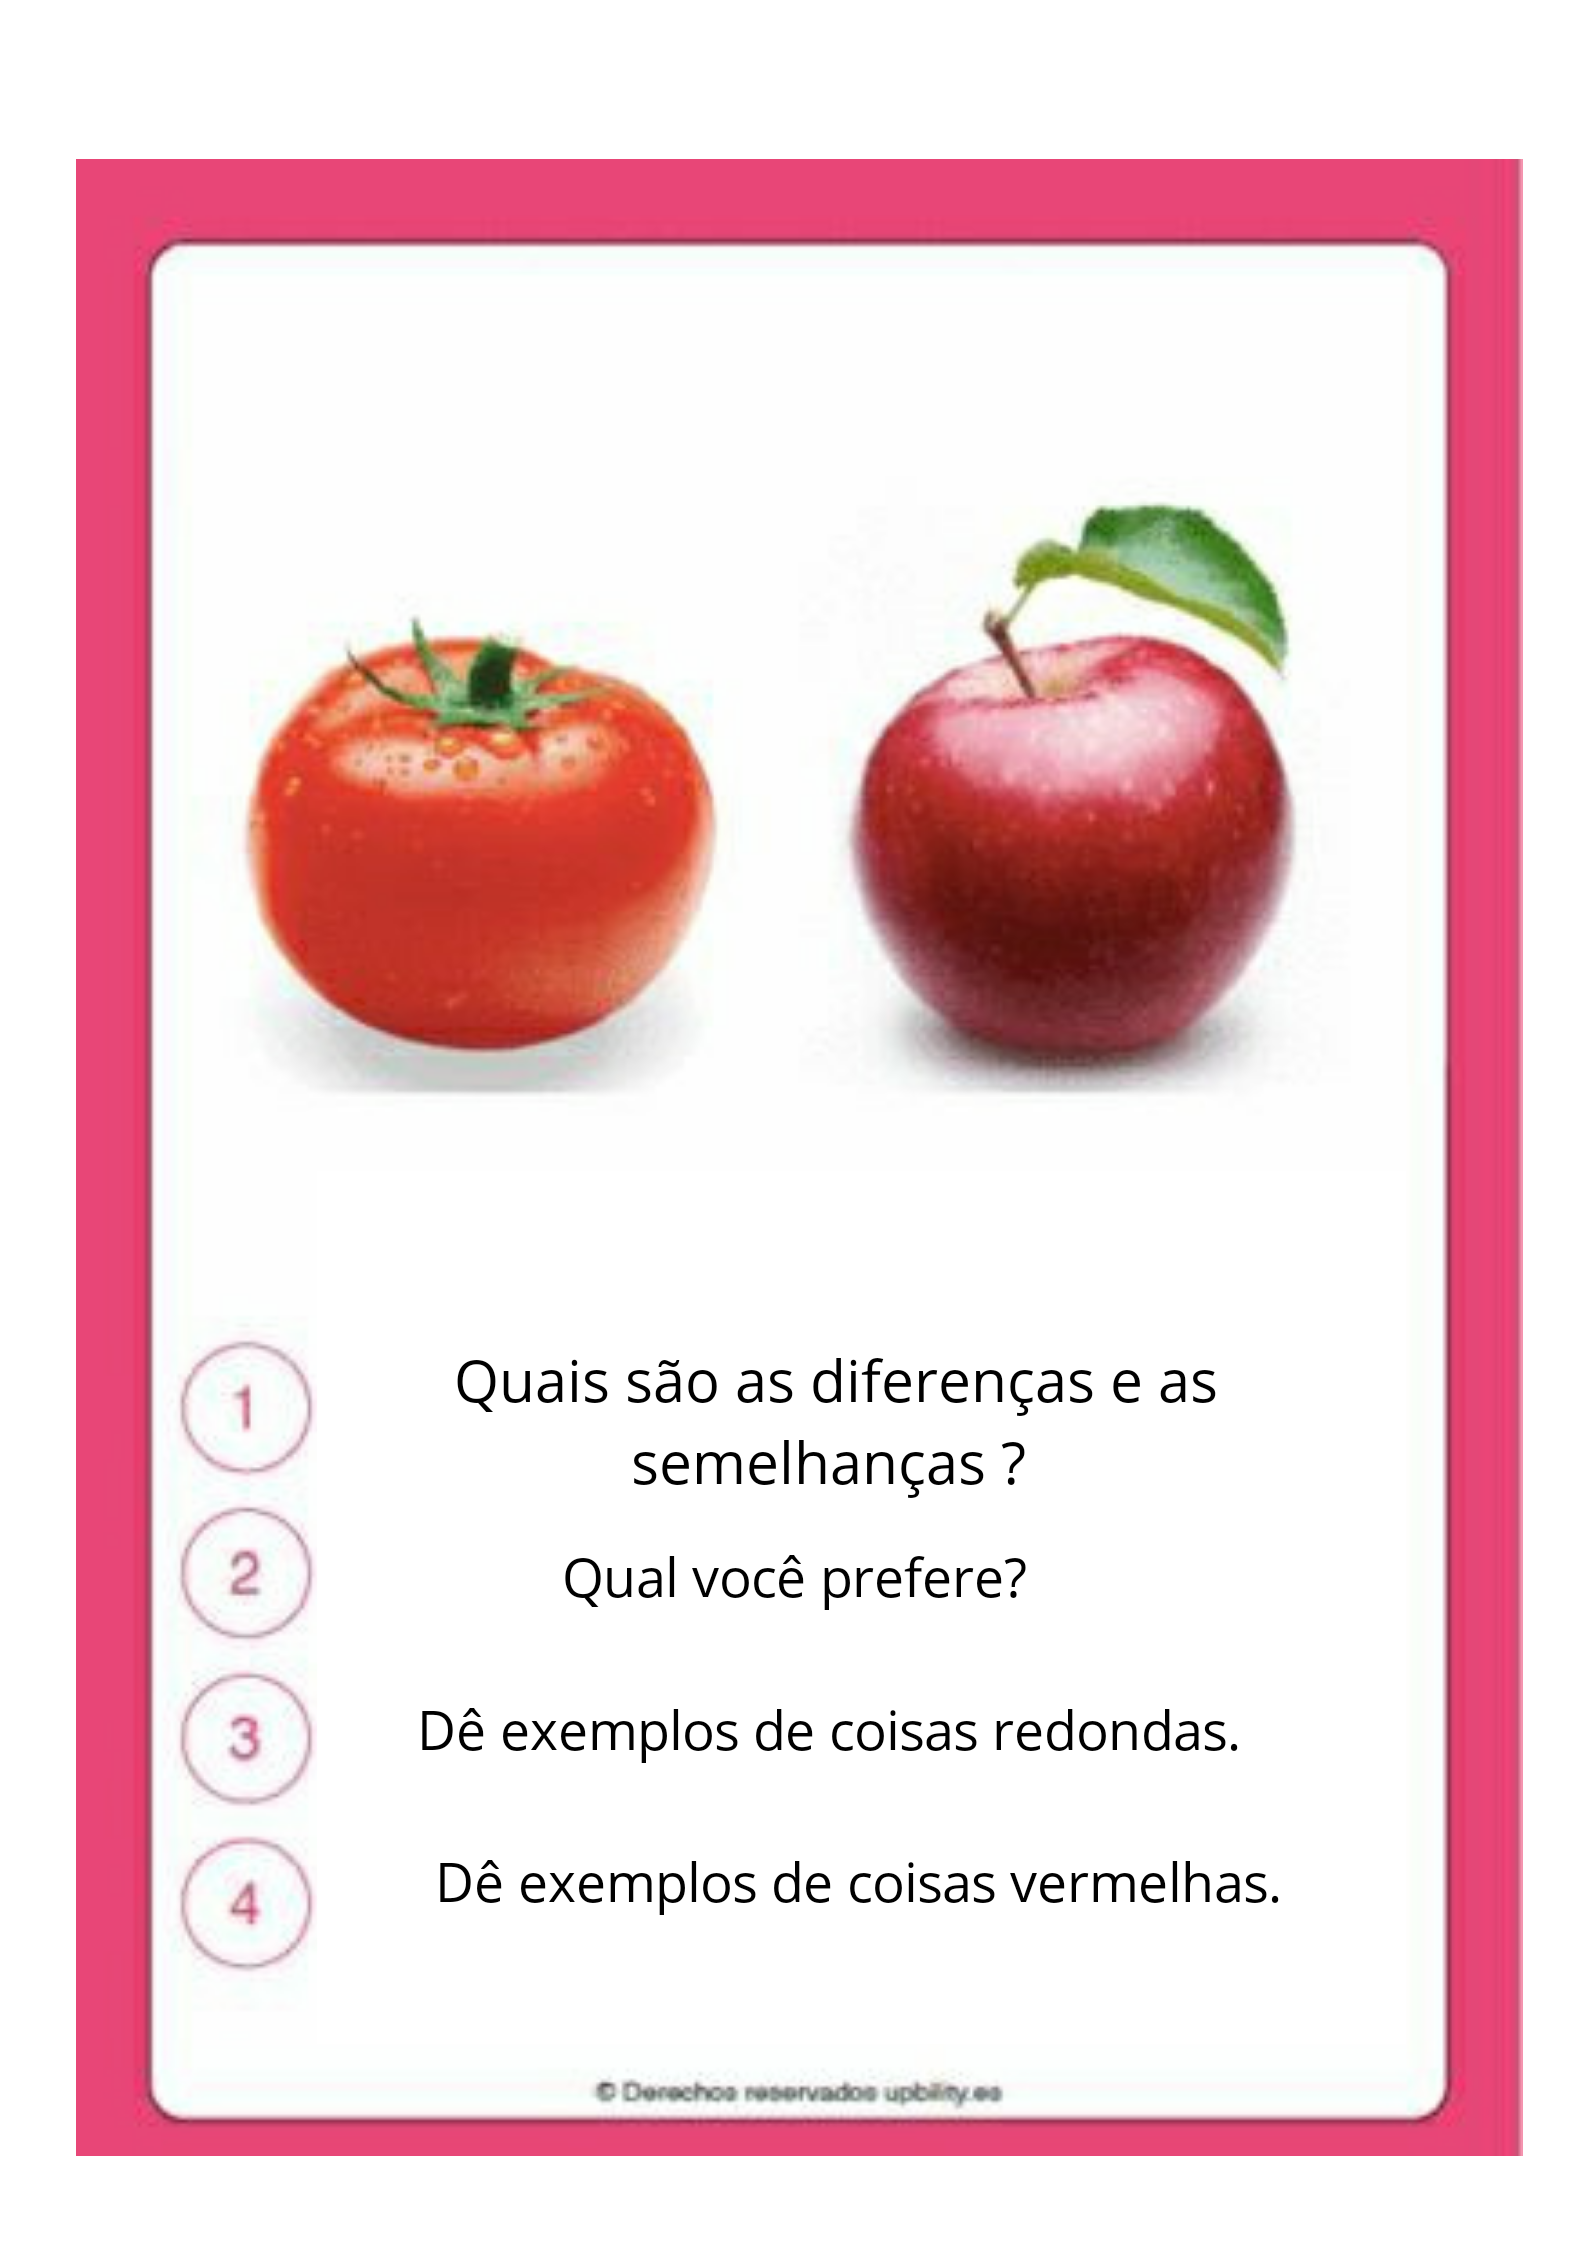 1
Quais são as diferenças e as
semelhanças ?
2
Qual você prefere?
3
Dê exemplos de coisas redondas.
4
Dê exemplos de coisas vermelhas.
© Derechos reservados upbility.es